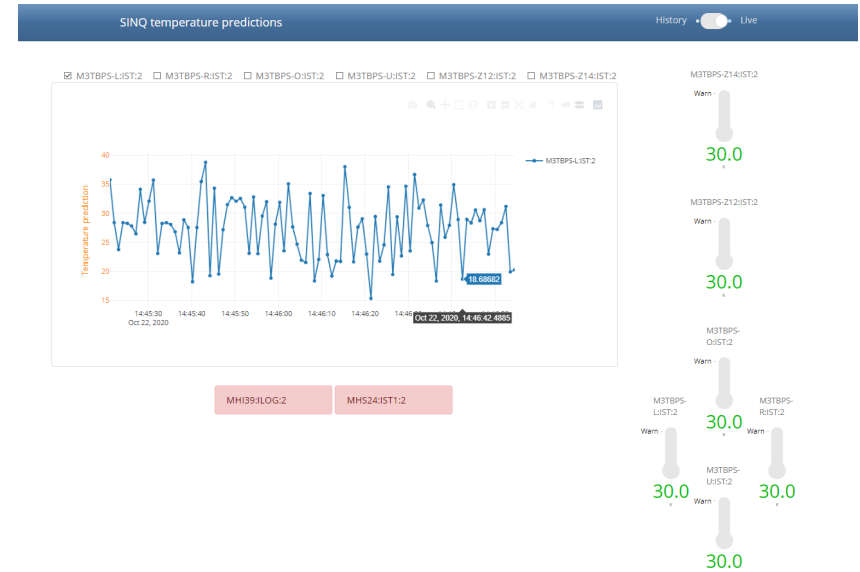 SINQ temperature predictions
History
Live
M3TBPS-L:IST:2
M3TBPS-R:IST:2
M3TBPS-O:IST:2
M3TBPS-U:IST:2
M3TBPS-Z12:IST:2
M3TBPS-Z14:IST:2
40
35
30
25
20
15
Temperature prediction
M3TBPS-L:IST:2
18.68682
14:45:30
Oct 22, 2020
14:45:40
14:45:50
14:46:00
14:46:10
14:46:20
Oct 22, 2020, 14:46:42.4885
MHI39:ILOG:2
MHS24:IST1:2
M3TBPS-Z14:IST:2
Warn
30.0
M3TBPS-Z12:IST:2
Warn
30.0
M3TBPS-
O:IST:2
Warn
30.0
M3TBPS-
L:IST:2
Warn
30.0
M3TBPS-
R:IST:2
Warn
30.0
M3TBPS-
U:IST:2
Warn
30.0